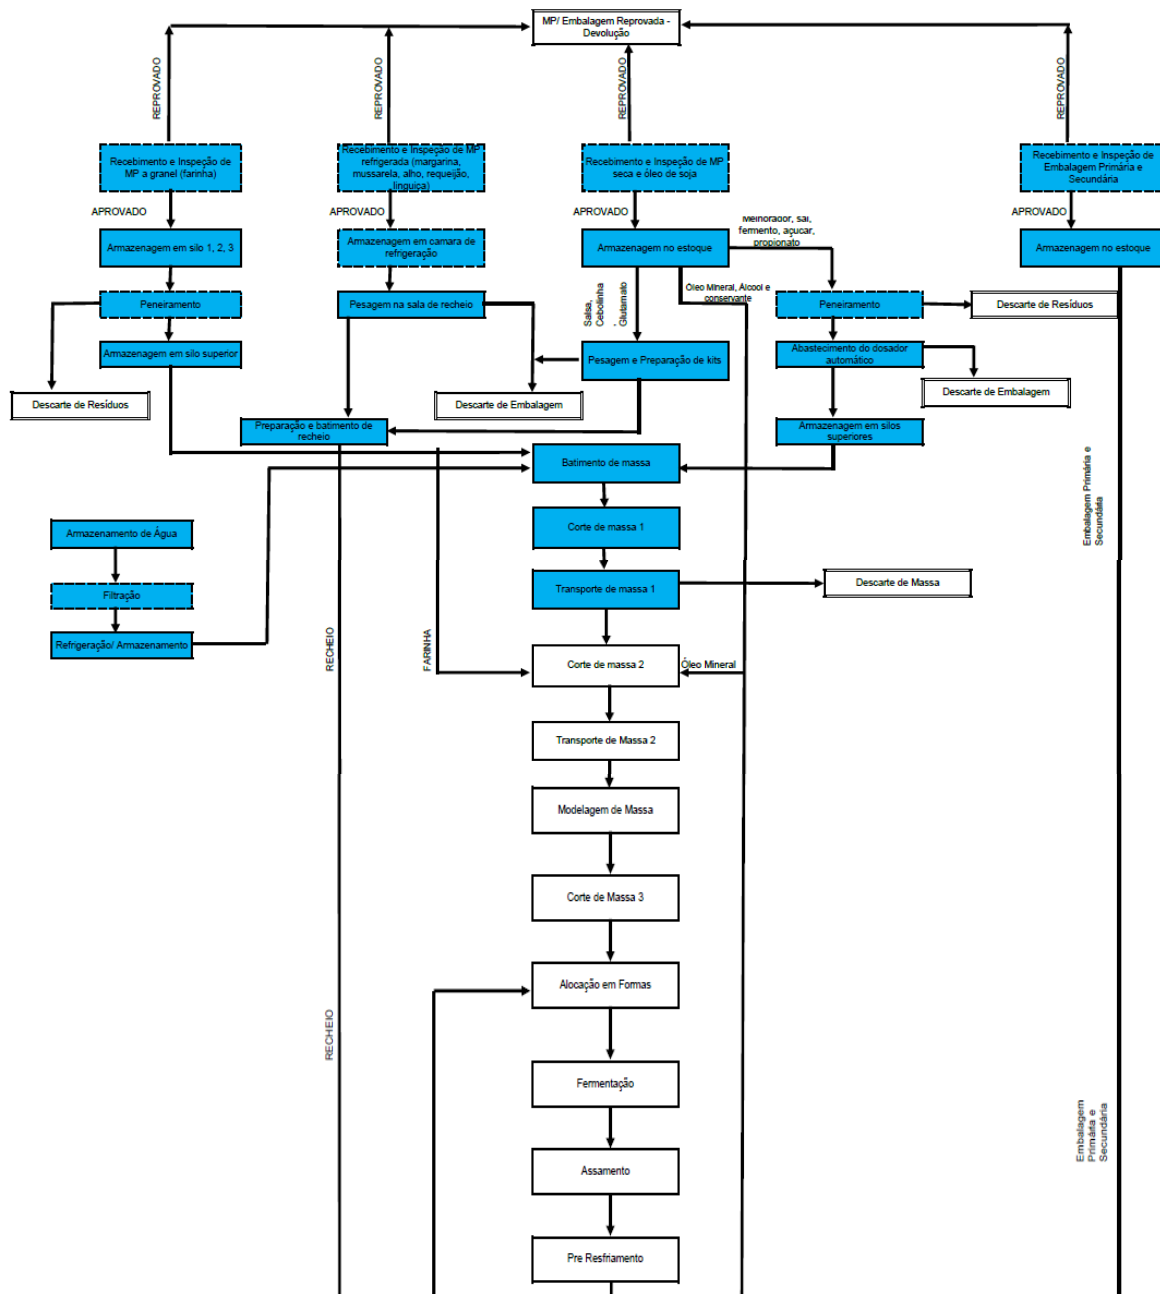 MP/ Embalagem Reprovada -
Devolução
REPROVADO
REPROVADO
REPROVADO
REPROVADO
Recebimento e Inspeção de
MP a granel (farinha)
Recebimento e Inspeção de MP
refrigerada (margarina,
mussarela, alho, requeijão,
linguiça)
Recebimento e Inspeção de MP
seca e óleo de soja
Recebimento e Inspeção de
Embalagem Primária e
Secundária
APROVADO
APROVADO
APROVADO
APROVADO
Melhorador, sal,
fermento, açucar,
propionato
Armazenagem em silo 1, 2, 3
Armazenagem em camara de
refrigeração
Armazenagem no estoque
Armazenagem no estoque
Óleo Mineral, Álcool e
conservante
Salsa,
Cebolinha
, Glutamato
Peneiramento
Pesagem na sala de recheio
Peneiramento
Descarte de Resíduos
Armazenagem em silo superior
Pesagem e Preparação de kits
Abastecimento do dosador
automático
Descarte de Resíduos
Descarte de Embalagem
Descarte de Embalagem
Preparação e batimento de
recheio
Armazenagem em silos
superiores
Batimento de massa
Embalagem Primária e
Secundária
Armazenamento de Água
Corte de massa 1
Filtração
Transporte de massa 1
Descarte de Massa
Refrigeração/ Armazenamento
RECHEIO
FARINHA
Corte de massa 2
Óleo Mineral
Transporte de Massa 2
Modelagem de Massa
Corte de Massa 3
Alocação em Formas
RECHEIO
Fermentação
Embalagem
Primária e
Secundária
Assamento
Pre Resfriamento